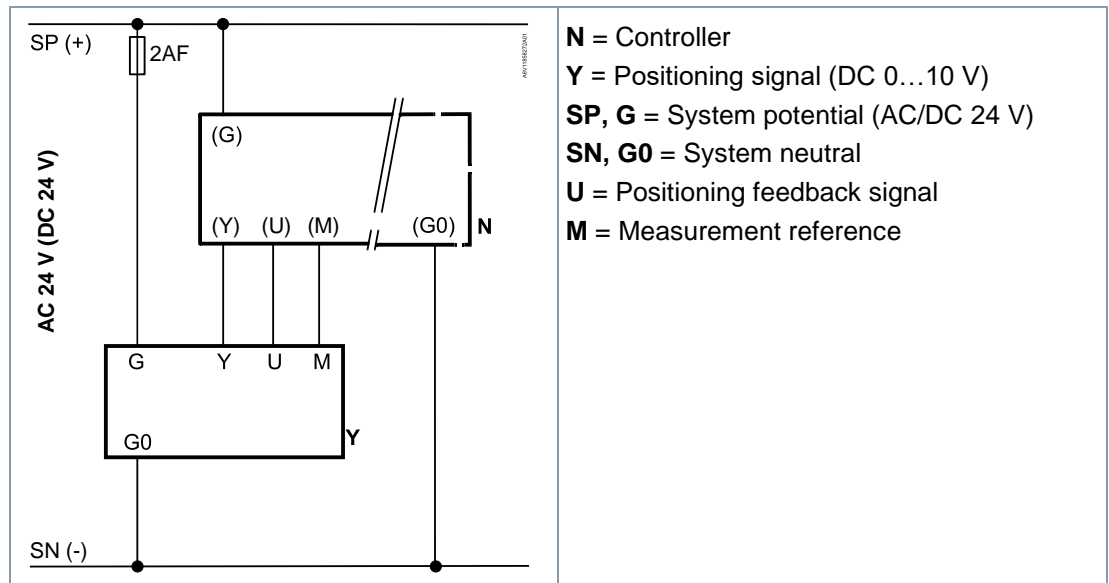 SP (+)
2AF
A6V11858272A01
(G)
(Y) (U) (M) (G0) N
AC 24 V (DC 24 V)
G Y U M
G0 Y
SN (-)
N = Controller
Y = Positioning signal (DC 0…10 V)
SP, G = System potential (AC/DC 24 V)
SN, G0 = System neutral
U = Positioning feedback signal
M = Measurement reference